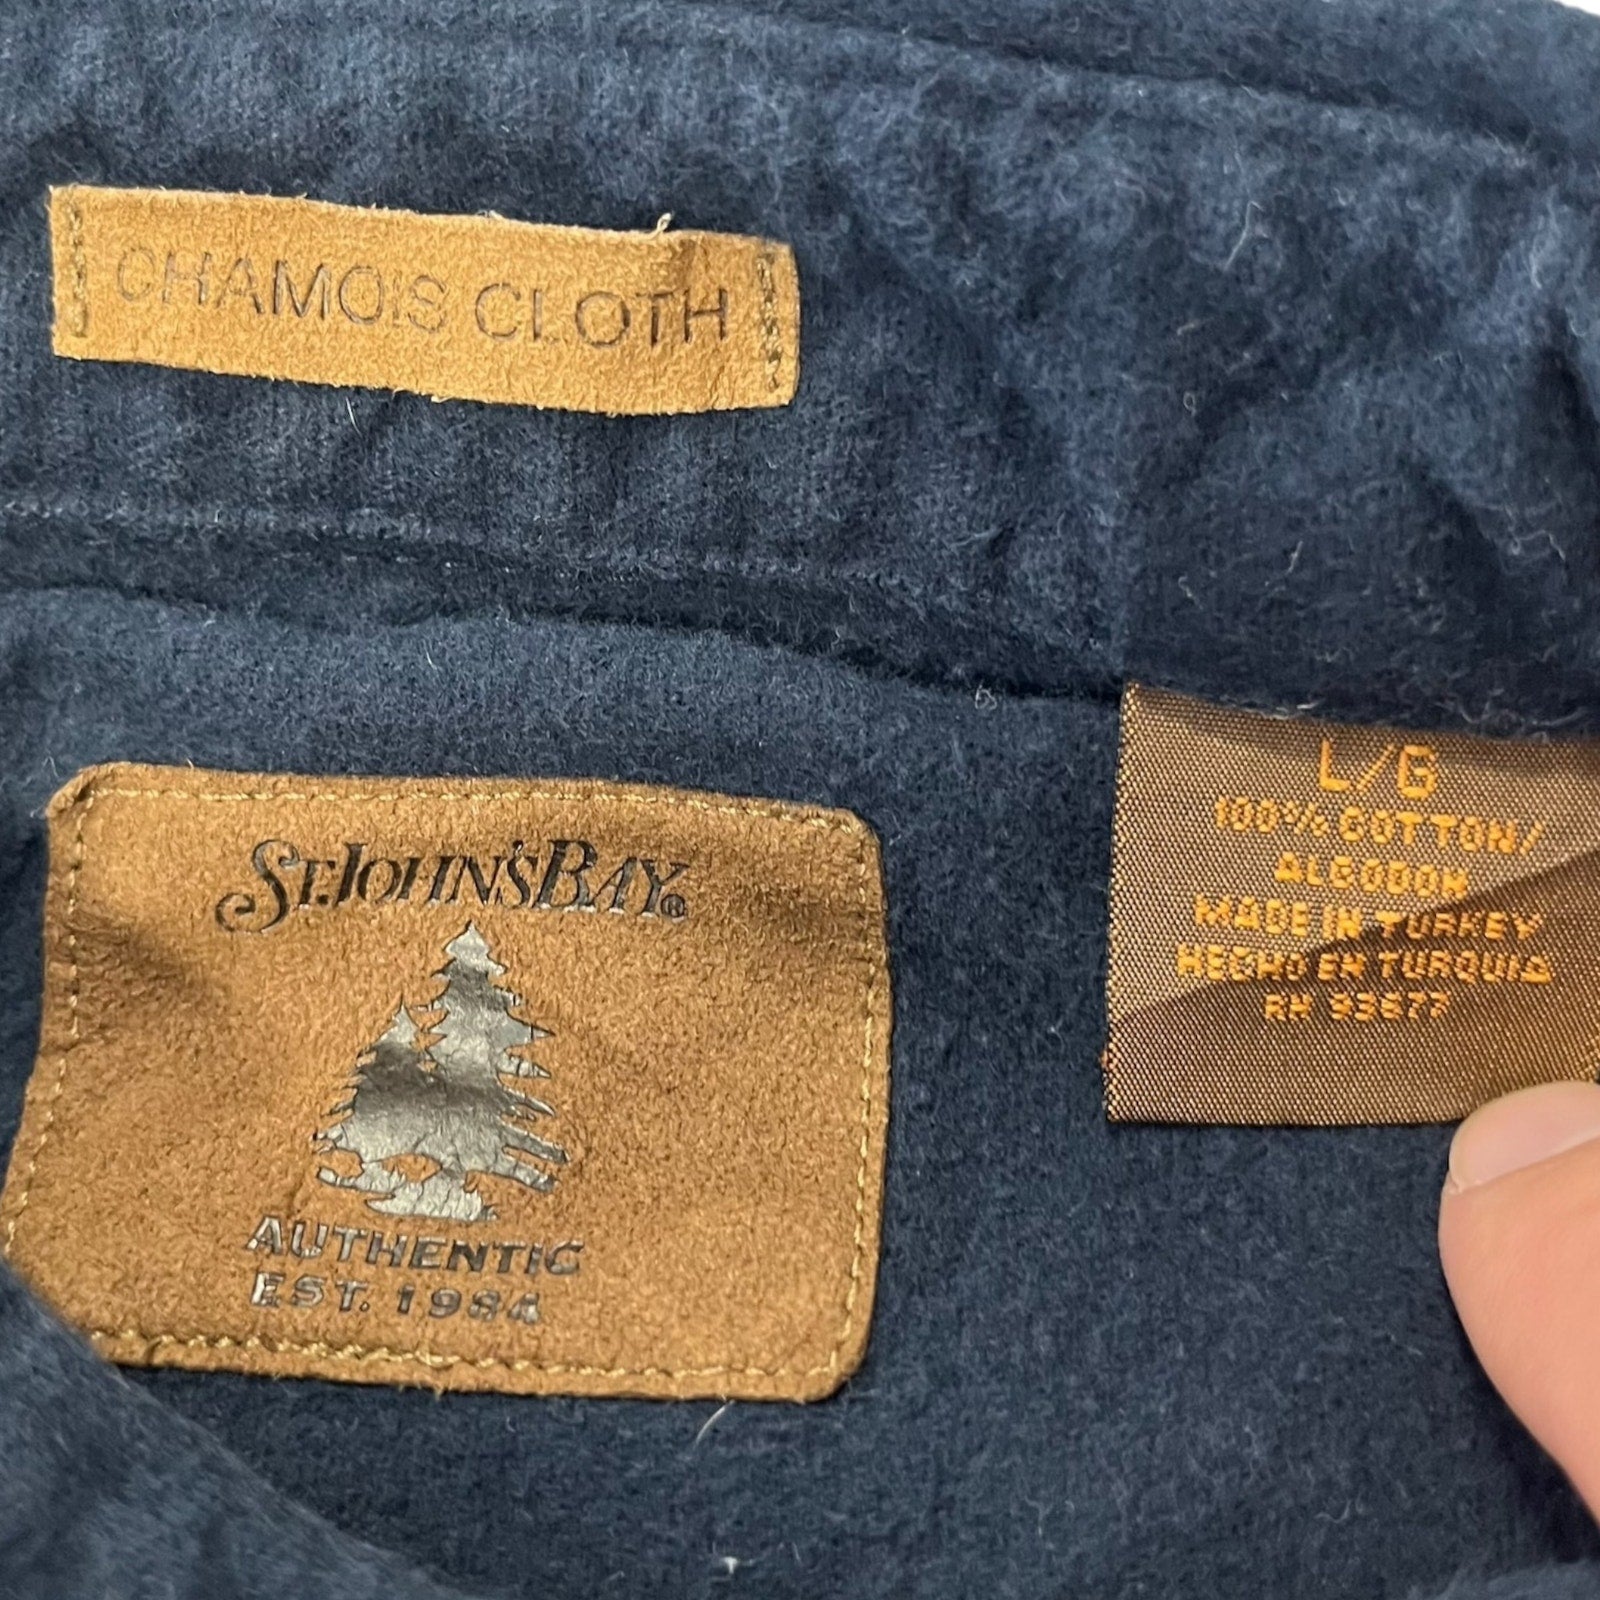 CHAMOIS CLOTH
ST. JOHN'S BAY®
AUTHENTIC
EST. 1984
L/G
100% COTTON/
ALGODON
MADE IN TURKEY
HECHO EN TURQUIA
RN 93677